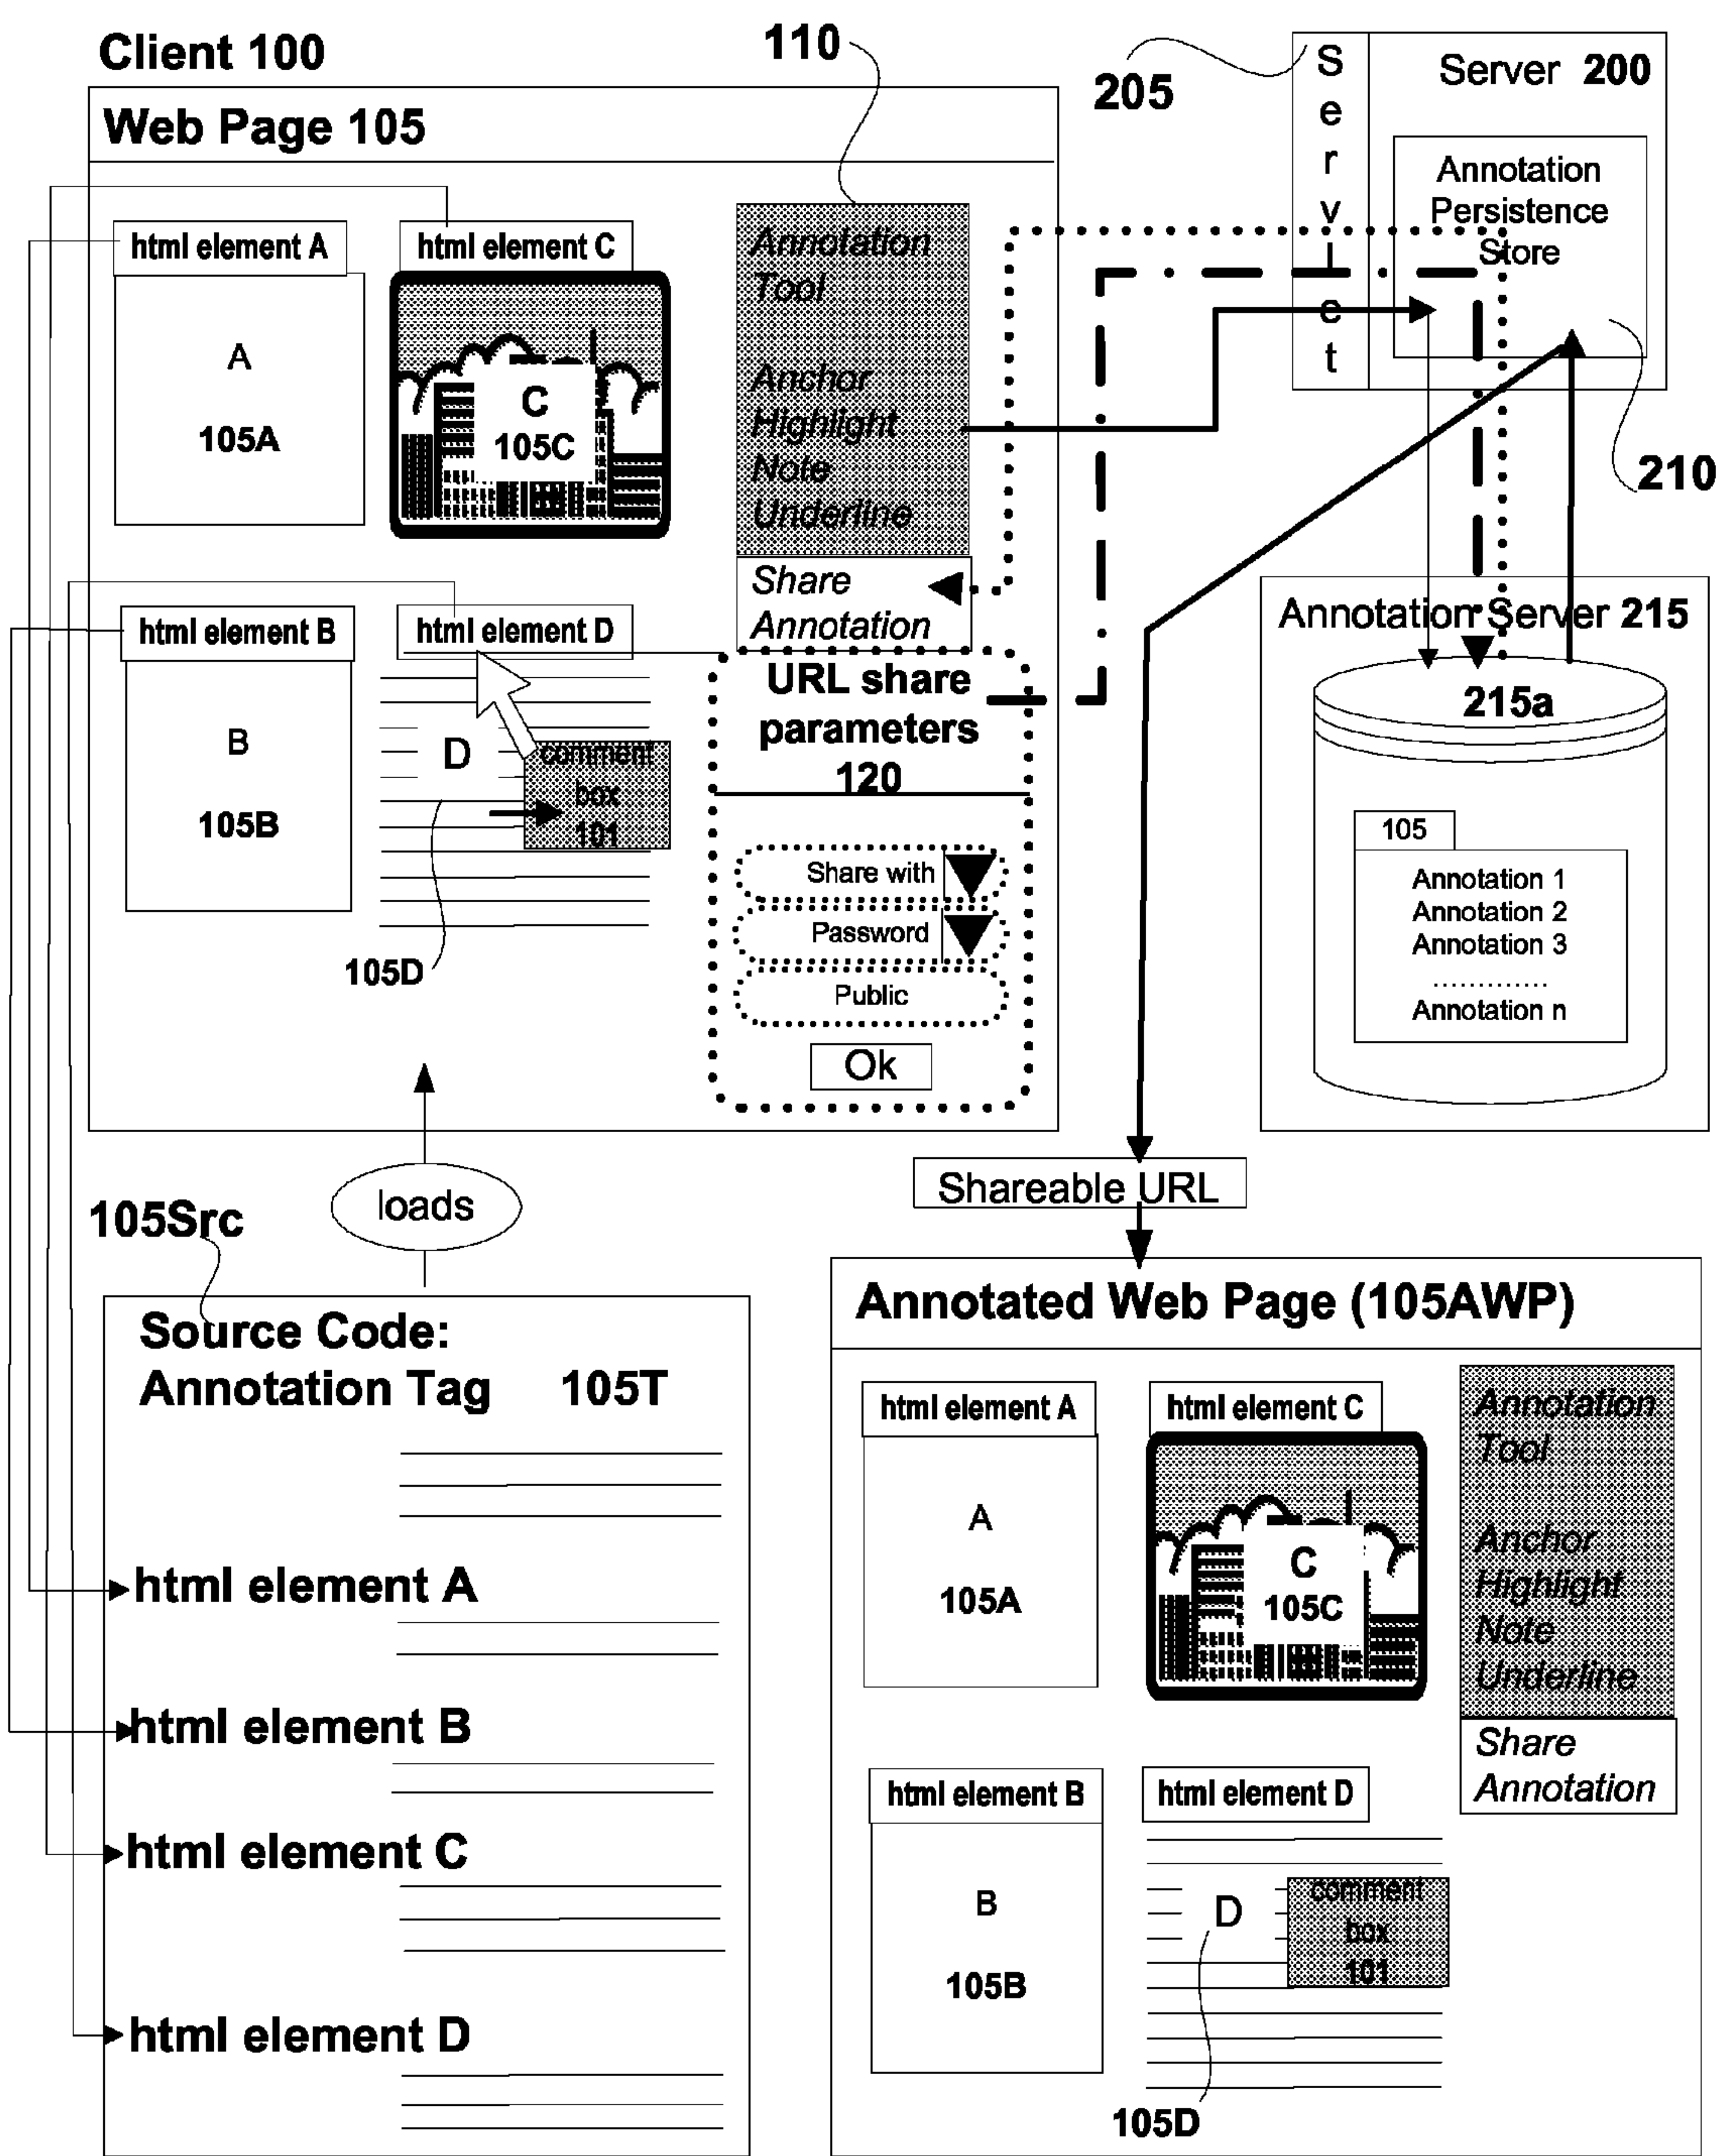 Client 100
110
205
Servlet
Server 200
Web Page 105
Annotation
Persistence
Store
210
html element A
A
105A
html element C
C
105C
Annotation
Tool
Anchor
Highlight
Note
Underline
Share
Annotation
html element B
B
105B
html element D
D
comment
box
101
105D
URL share
parameters
120
Share with
Password
Public
Ok
Annotation Server 215
215a
105
Annotation 1
Annotation 2
Annotation 3
.............
Annotation n
loads
Shareable URL
105Src
Source Code:
Annotation Tag 105T
html element A
html element B
html element C
html element D
Annotated Web Page (105AWP)
html element A
A
105A
html element C
C
105C
Annotation
Tool
Anchor
Highlight
Note
Underline
Share
Annotation
html element B
B
105B
html element D
D
comment
box
101
105D